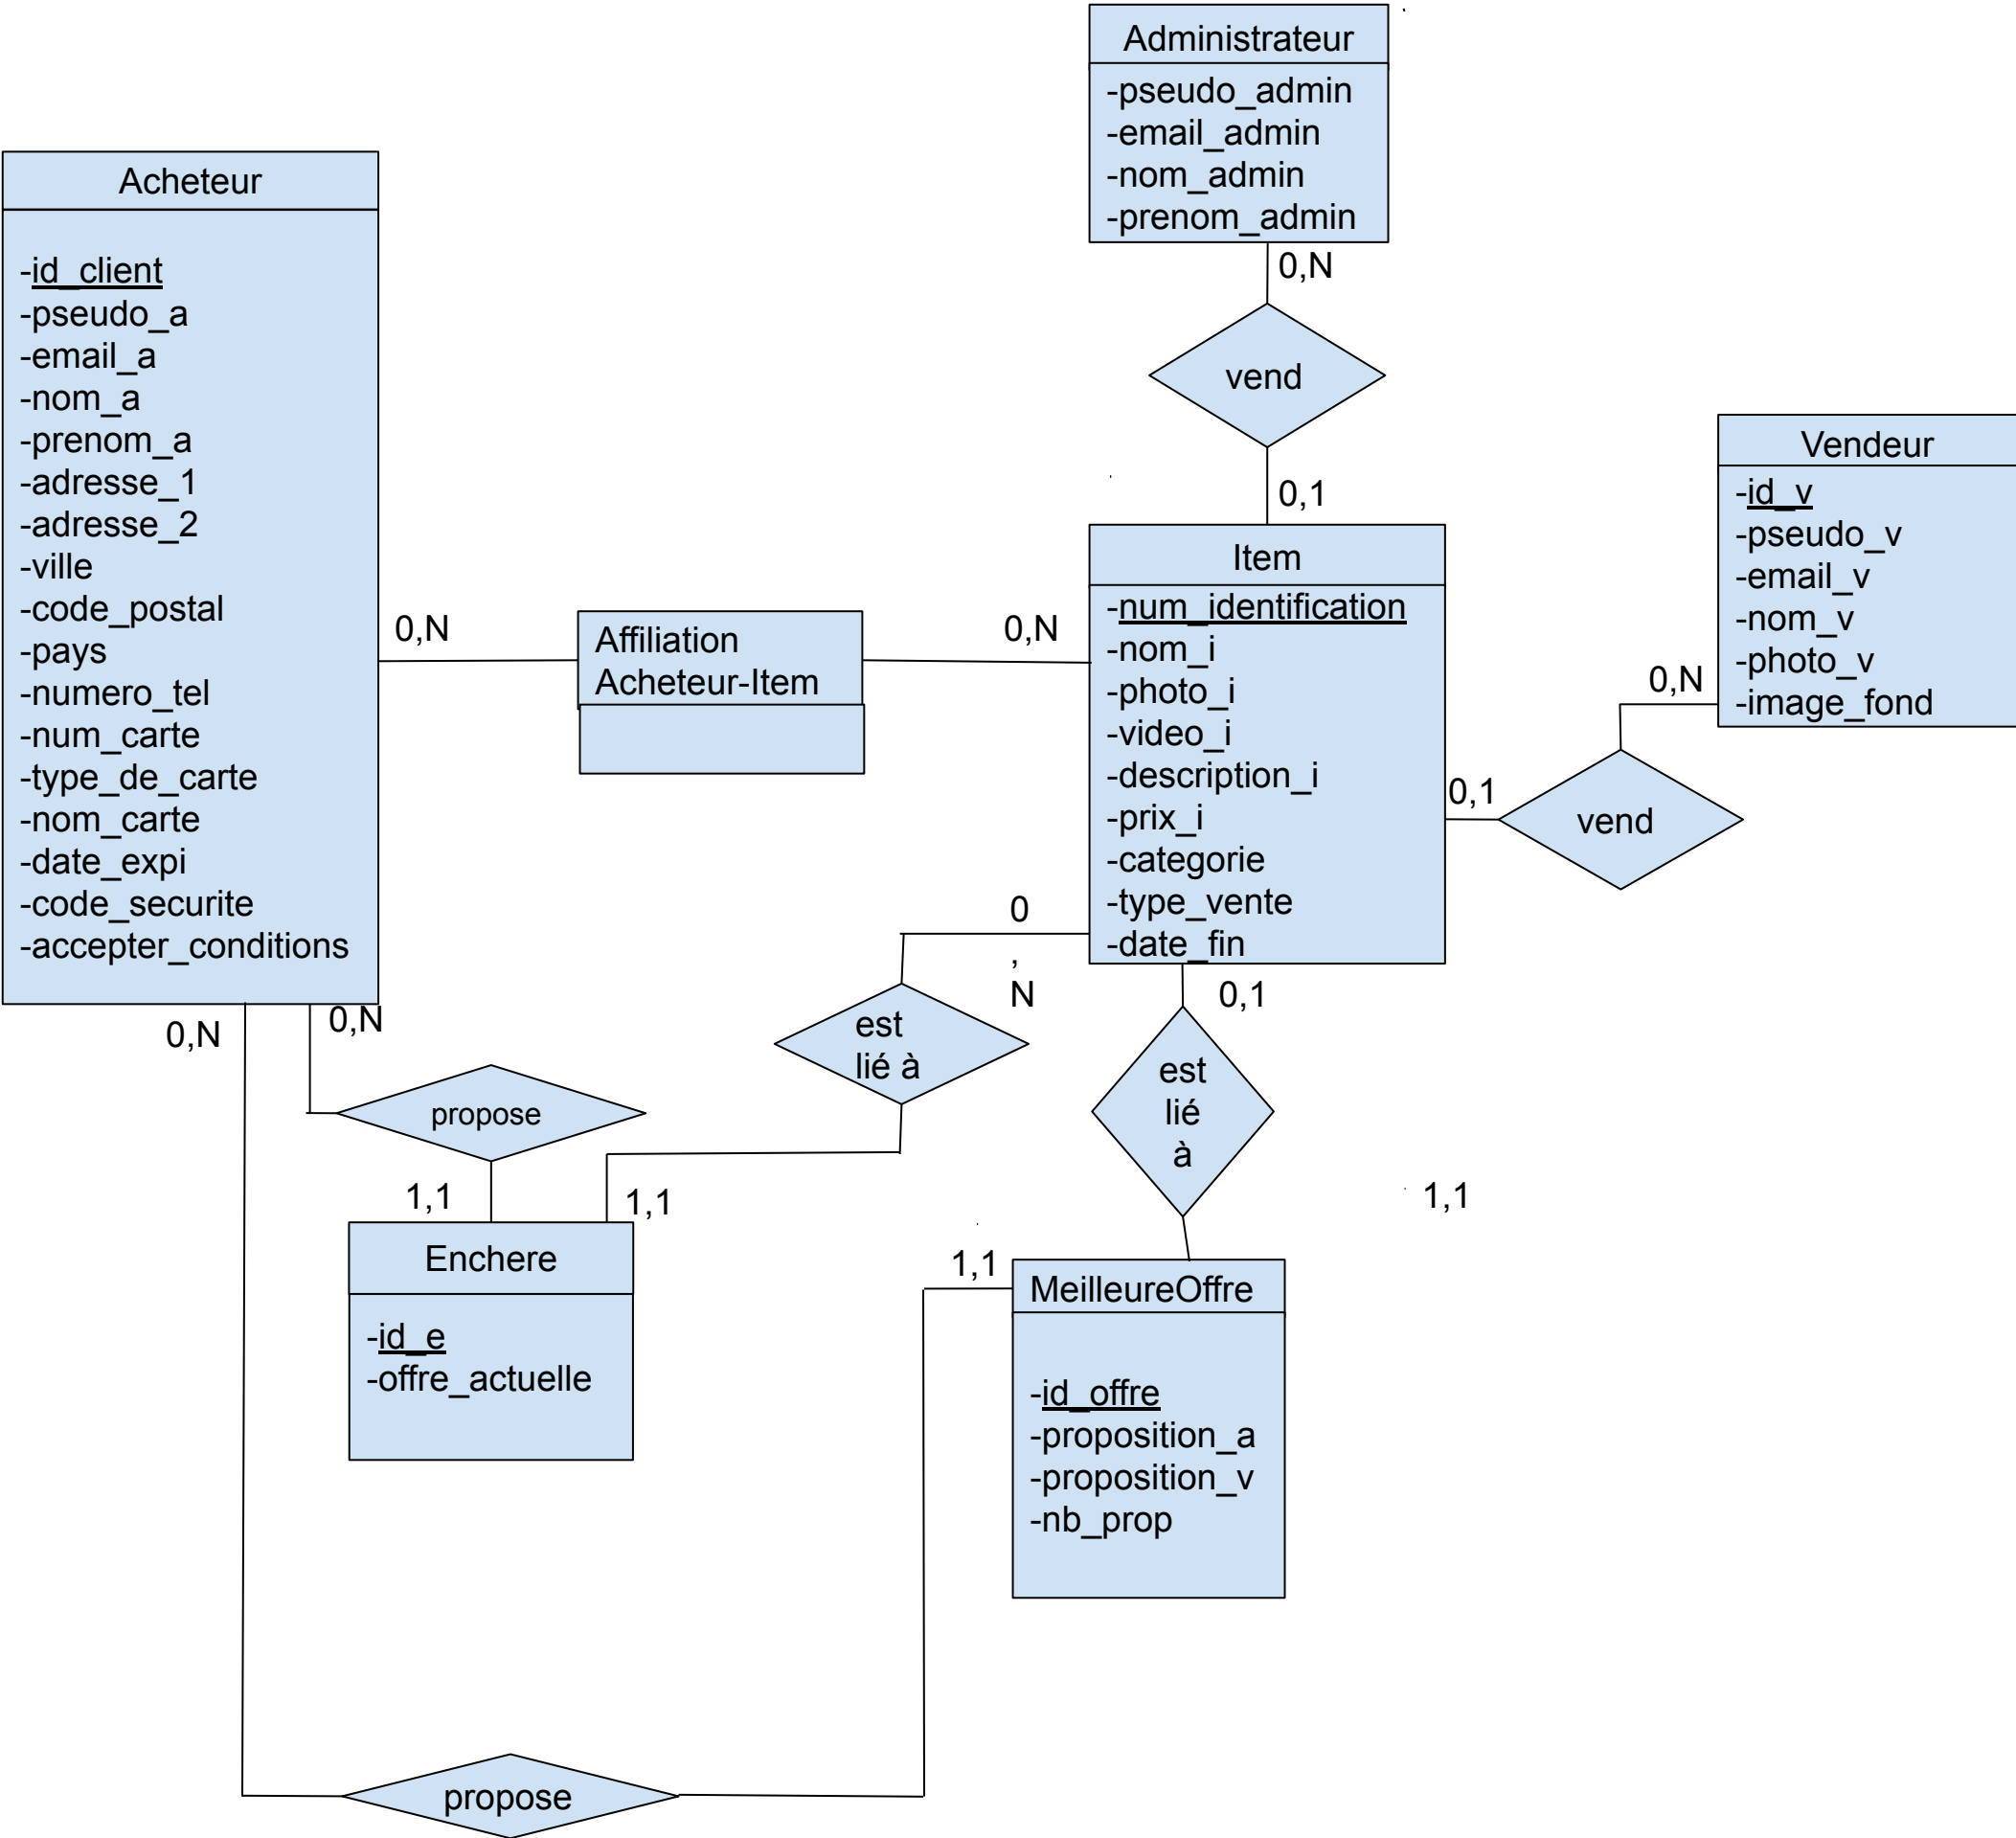 Administrateur
-pseudo_admin
-email_admin
-nom_admin
-prenom_admin
0,N
vend
0,1
Acheteur
-id_client
-pseudo_a
-email_a
-nom_a
-prenom_a
-adresse_1
-adresse_2
-ville
-code_postal
-pays
-numero_tel
-num_carte
-type_de_carte
-nom_carte
-date_expi
-code_securite
-accepter_conditions
0,N
Affiliation
Acheteur-Item
0,N
Item
-num_identification
-nom_i
-photo_i
-video_i
-description_i
-prix_i
-categorie
-type_vente
-date_fin
Vendeur
-id_v
-pseudo_v
-email_v
-nom_v
-photo_v
-image_fond
0,N
0,1
vend
0
,
N
est
lié à
0,1
est
lié
à
1,1
0,N
0,N
propose
1,1
1,1
Enchere
-id_e
-offre_actuelle
1,1
MeilleureOffre
-id_offre
-proposition_a
-proposition_v
-nb_prop
propose